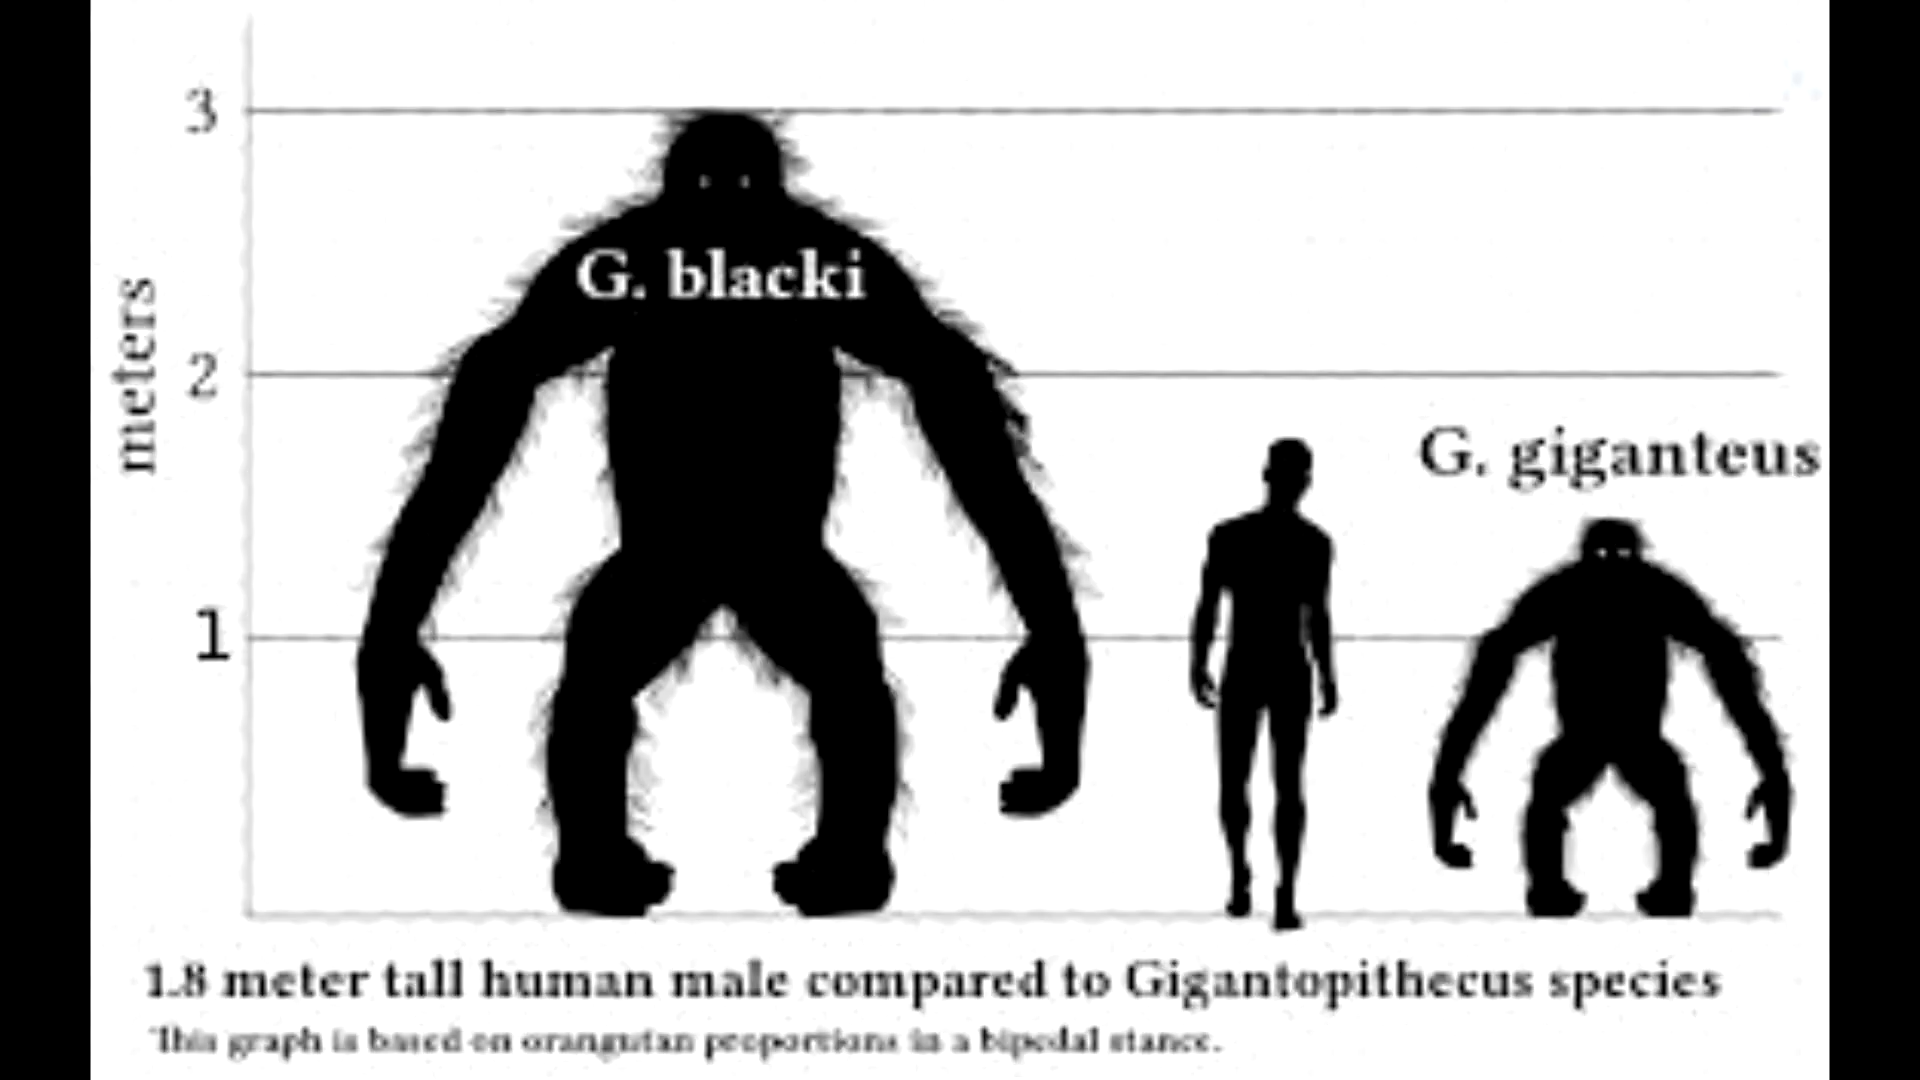 3
G. blacki
meters
2
G. giganteus
1
1.8 meter tall human male compared to Gigantopithecus species
This graph is based on orangutan proportions in a bipedal stance.